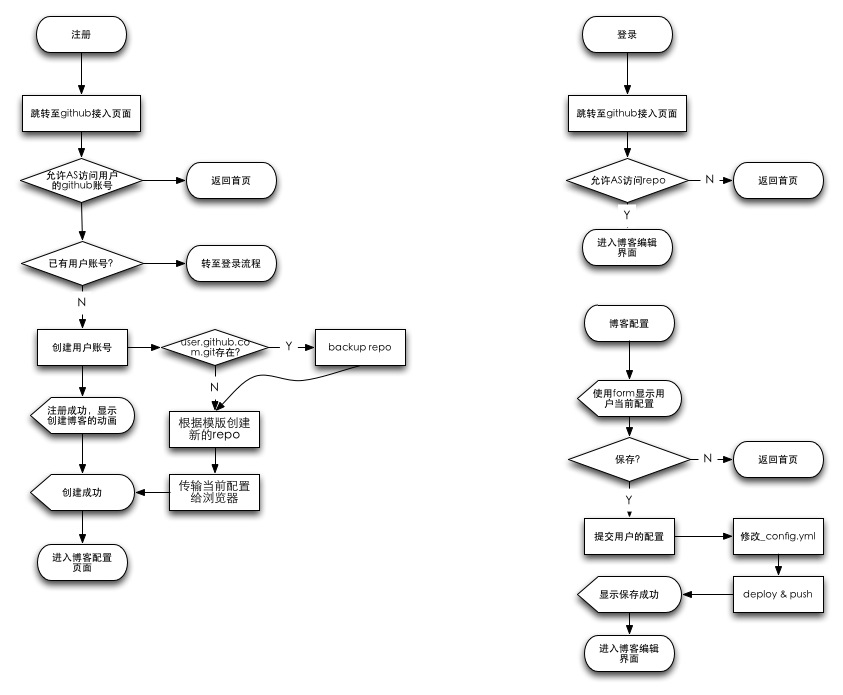 注册
跳转至github接入页面
允许AS访问用户
的github账号
返回首页
已有用户账号?
转至登录流程
N
创建用户账号
user.github.co
m.git存在?
Y
backup repo
N
注册成功，显示
创建博客的动画
根据模版创建
新的repo
创建成功
传输当前配置
给浏览器
进入博客配置
页面
登录
跳转至github接入页面
允许AS访问repo
N
返回首页
Y
进入博客编辑
界面
博客配置
使用form显示用
户当前配置
保存?
N
返回首页
Y
提交用户的配置
修改_config.yml
显示保存成功
deploy & push
进入博客编辑
界面